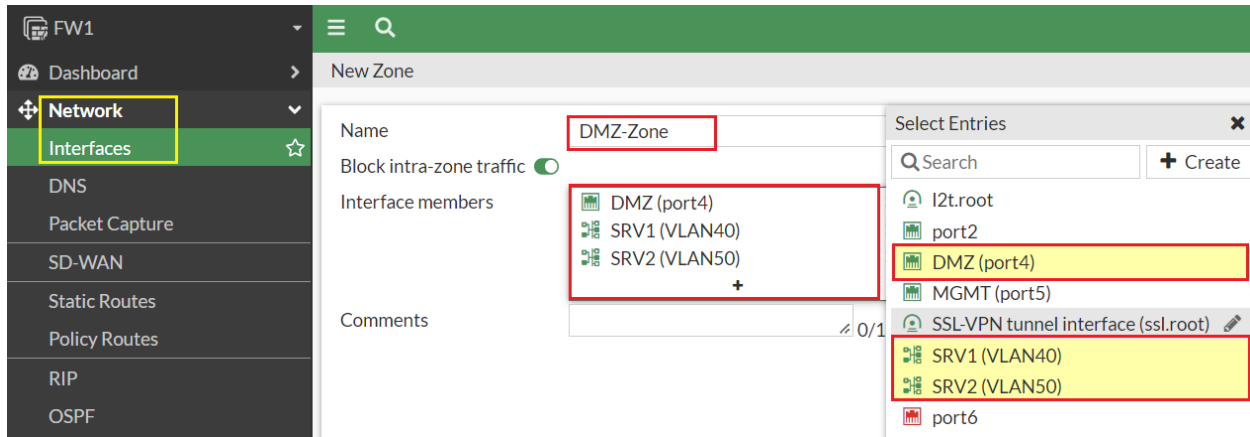 FW1
Dashboard
Network
Interfaces
DNS
Packet Capture
SD-WAN
Static Routes
Policy Routes
RIP
OSPF
New Zone
Name
DMZ-Zone
Block intra-zone traffic
Interface members
DMZ (port4)
SRV1 (VLAN40)
SRV2 (VLAN50)
+
Comments
0/1
Select Entries
Search
+ Create
l2t.root
port2
DMZ (port4)
MGMT (port5)
SSL-VPN tunnel interface (ssl.root)
SRV1 (VLAN40)
SRV2 (VLAN50)
port6